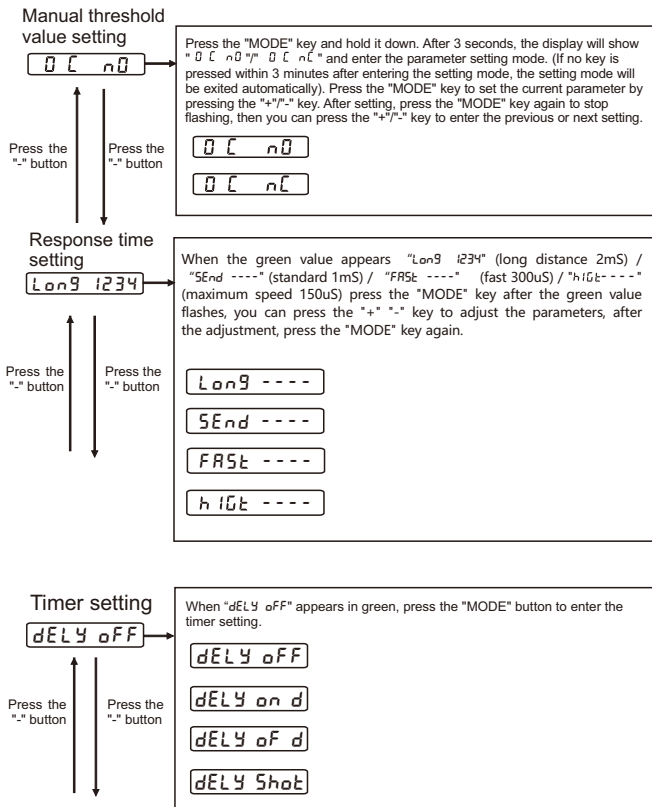 Manual threshold
value setting
0 C nO
Press the "MODE" key and hold it down. After 3 seconds, the display will show
"0 C nO"/" 0 C nC" and enter the parameter setting mode. (If no key is
pressed within 3 minutes after entering the setting mode, the setting mode will
be exited automatically). Press the "MODE" key to set the current parameter by
pressing the "+"/"-" key. After setting, press the "MODE" key again to stop
flashing, then you can press the "+"/"-" key to enter the previous or next setting.
0 C nO
0 C nC
Press the
"-" button
Press the
"-" button
Response time
setting
Lon9 1234
When the green value appears "Lon9 1234" (long distance 2mS) /
"SEnd ----" (standard 1mS) / "FASt ----" (fast 300uS) / "hIGt----"
(maximum speed 150uS) press the "MODE" key after the green value
flashes, you can press the "+" "-" key to adjust the parameters, after
the adjustment, press the "MODE" key again.
Lon9 ----
SEnd ----
FASt ----
hIGt ----
Press the
"-" button
Press the
"-" button
Timer setting
dELY oFF
When "dELY oFF" appears in green, press the "MODE" button to enter the
timer setting.
dELY oFF
dELY on d
dELY oF d
dELY Shot
Press the
"-" button
Press the
"-" button